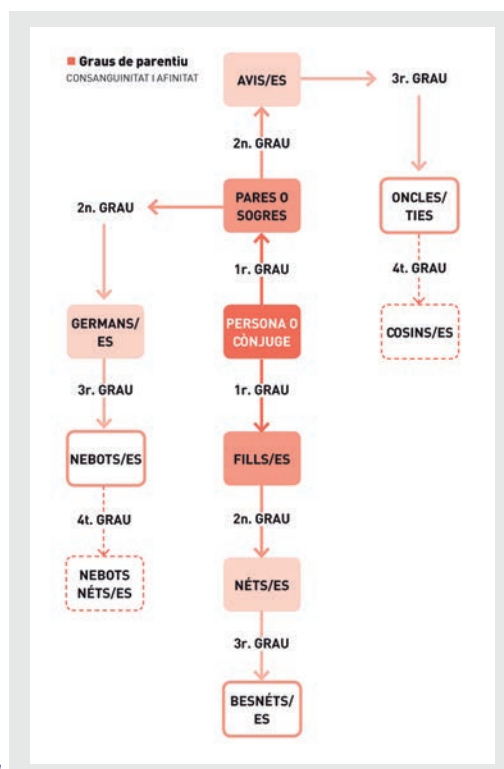 Graus de parentiu
CONSANGUINITAT I AFINITAT
AVIS/ES
3r. GRAU
2n. GRAU
2n. GRAU
PARES O
SOGRES
ONCLES/
TIES
1r. GRAU
4t. GRAU
GERMANS/
ES
PERSONA O
CÒNJUGE
COSINS/ES
3r. GRAU
1r. GRAU
NEBOTS/ES
FILLS/ES
4t. GRAU
2n. GRAU
NEBOTS
NÉTS/ES
NÉTS/ES
3r. GRAU
BESNÉTS/
ES